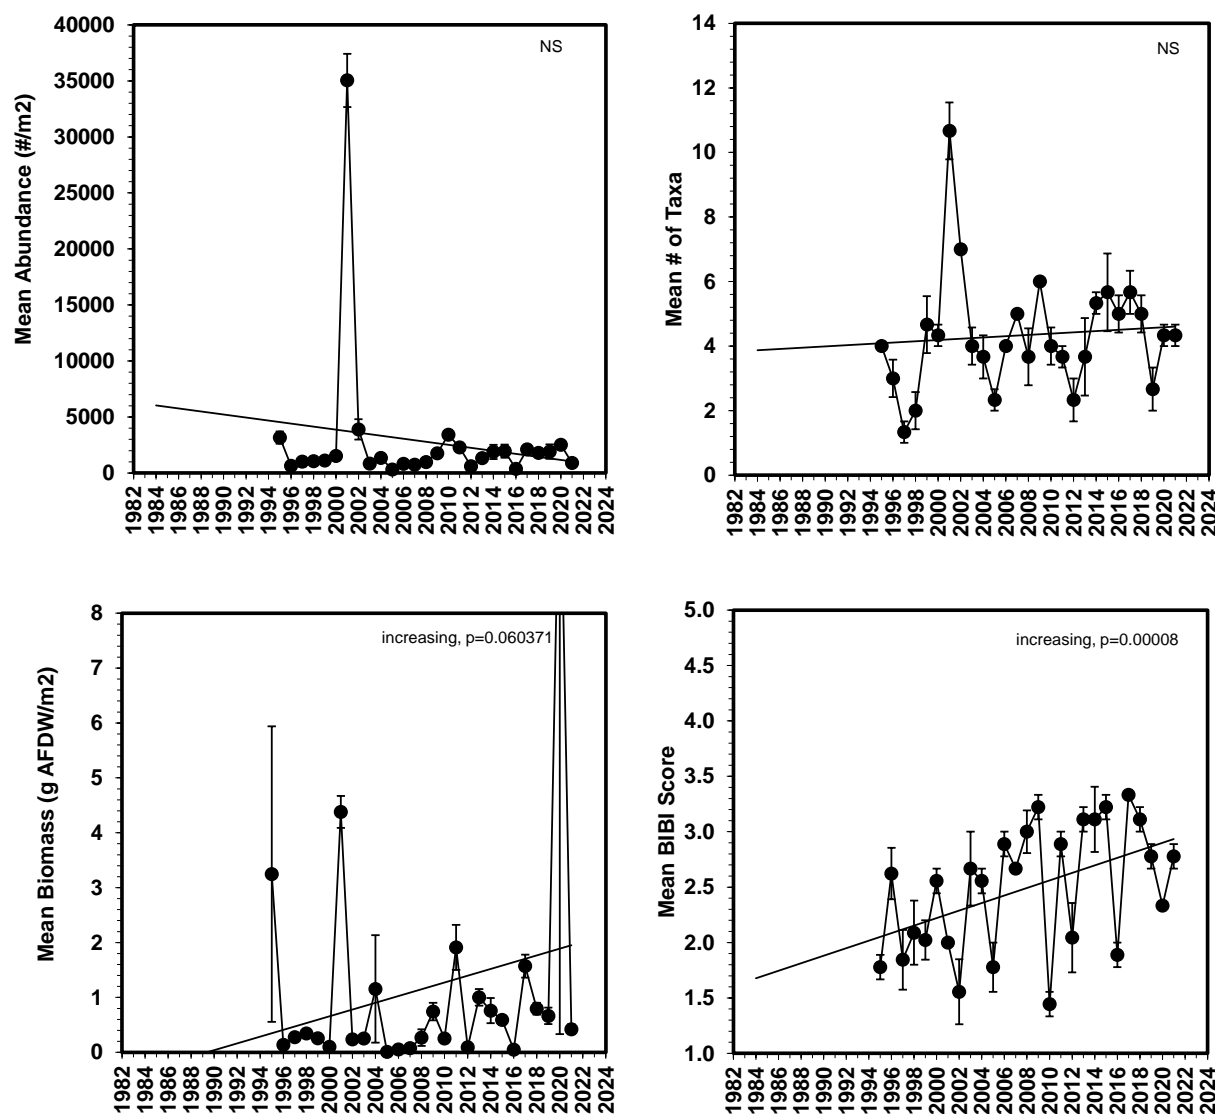 Mean Abundance (#/m2)
40000
35000
30000
25000
20000
15000
10000
5000
0
NS
1982 1984 1986 1988 1990 1992 1994 1996 1998 2000 2002 2004 2006 2008 2010 2012 2014 2016 2018 2020 2022 2024
Mean # of Taxa
14
12
10
8
6
4
2
0
NS
1982 1984 1986 1988 1990 1992 1994 1996 1998 2000 2002 2004 2006 2008 2010 2012 2014 2016 2018 2020 2022 2024
Mean Biomass (g AFDW/m2)
8
7
6
5
4
3
2
1
0
increasing, p=0.060371
1982 1984 1986 1988 1990 1992 1994 1996 1998 2000 2002 2004 2006 2008 2010 2012 2014 2016 2018 2020 2022 2024
Mean BIBI Score
5.0
4.5
4.0
3.5
3.0
2.5
2.0
1.5
1.0
increasing, p=0.00008
1982 1984 1986 1988 1990 1992 1994 1996 1998 2000 2002 2004 2006 2008 2010 2012 2014 2016 2018 2020 2022 2024